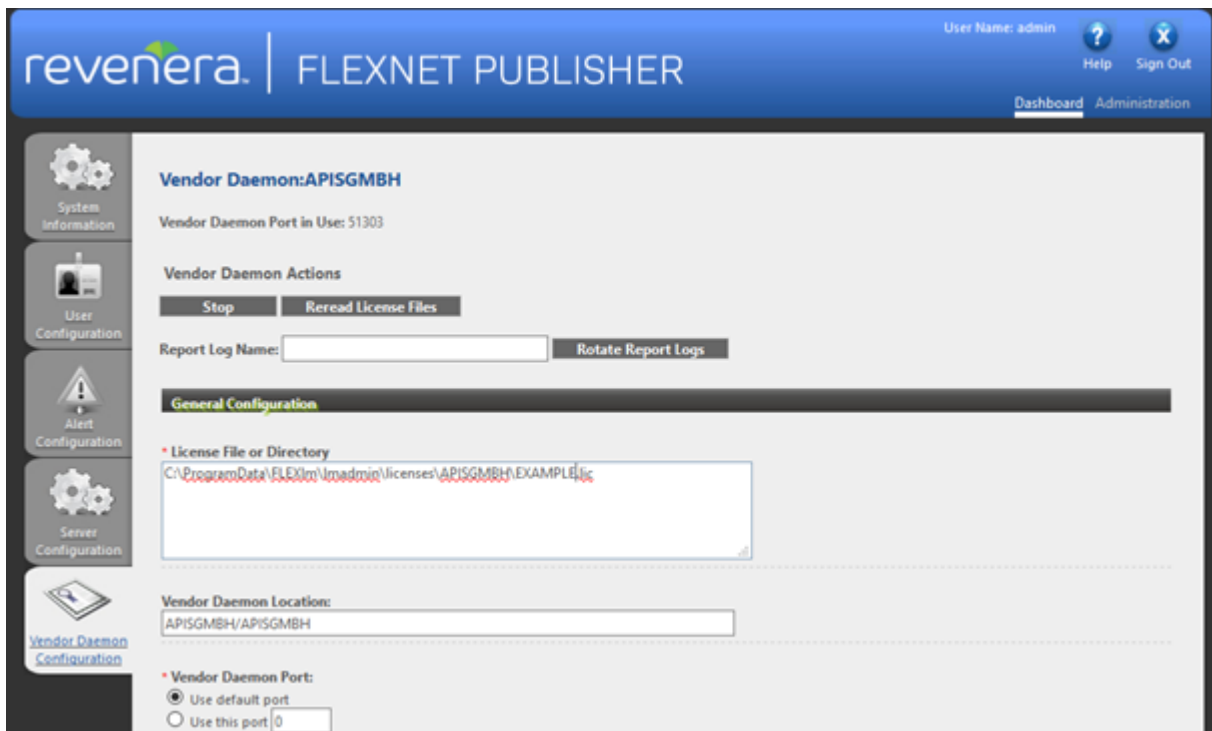 User Name: admin
revenera. FLEXNET PUBLISHER
? X
Help Sign Out
Dashboard Administration
System
Information
User
Configuration
Alert
Configuration
Server
Configuration
Vendor Daemon
Configuration
Vendor Daemon:APISGMBH
Vendor Daemon Port in Use: 51303
Vendor Daemon Actions
Stop Reread License Files
Report Log Name: Rotate Report Logs
General Configuration
* License File or Directory
C:\ProgramData\FLEXlm\lmadmin\licenses\APISGMBH\EXAMPLE.lic
Vendor Daemon Location:
APISGMBH/APISGMBH
* Vendor Daemon Port:
Use default port
Use this port 0